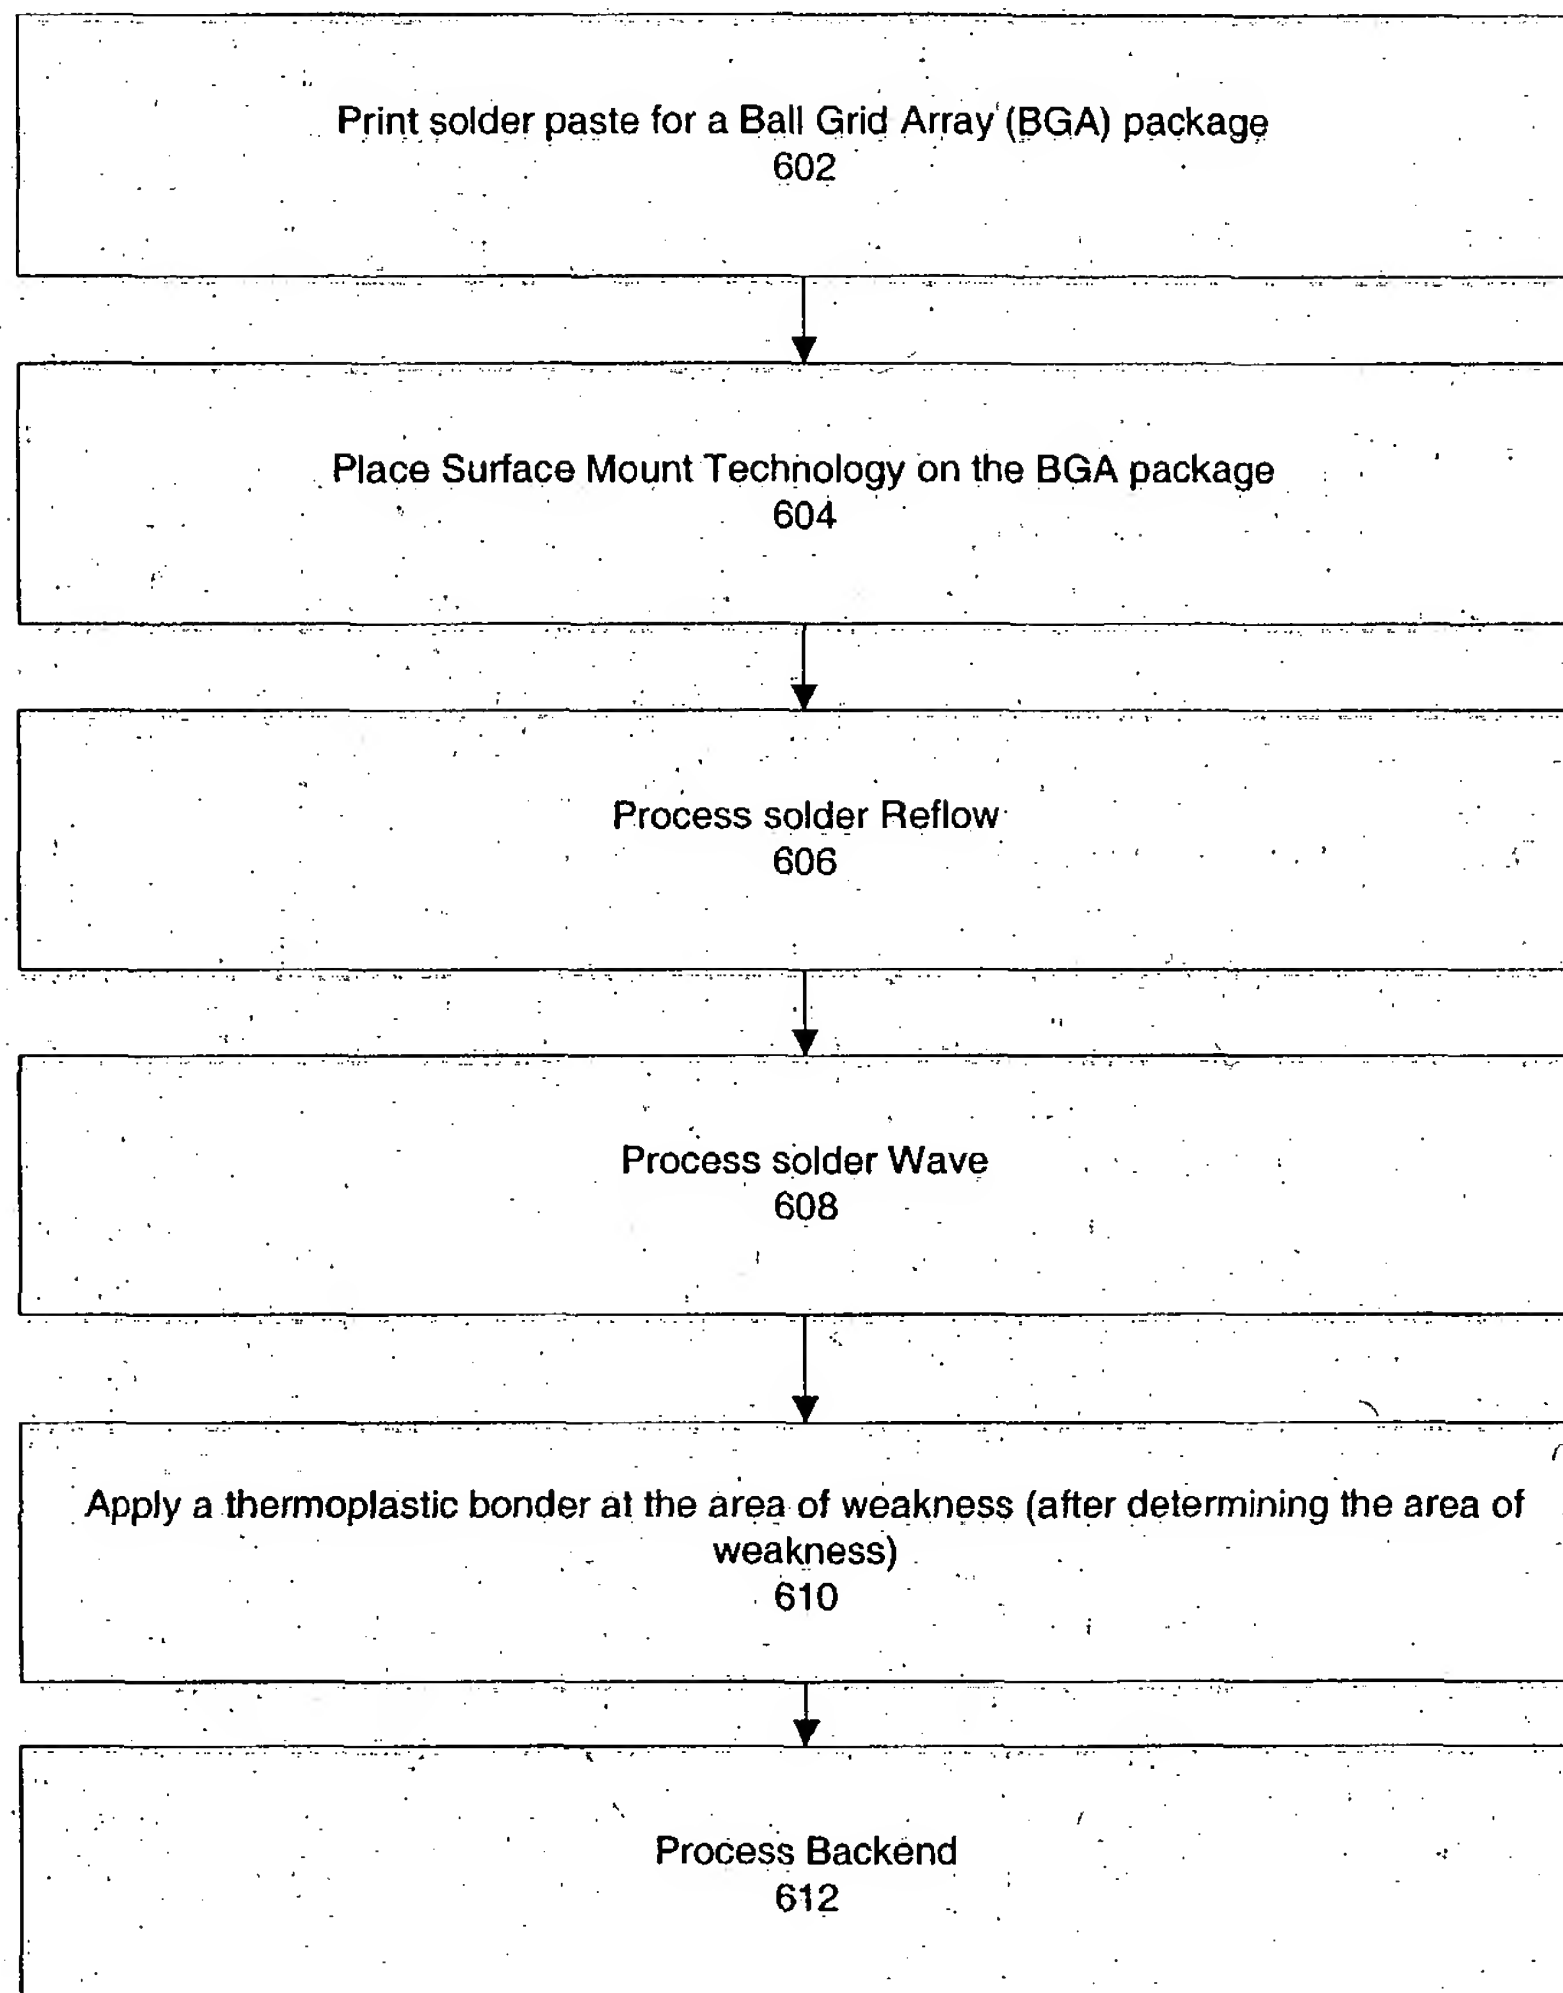 Print solder paste for a Ball Grid Array (BGA) package
602
Place Surface Mount Technology on the BGA package
604
Process solder Reflow
606
Process solder Wave
608
Apply a thermoplastic bonder at the area of weakness (after determining the area of
weakness)
610
Process Backend
612